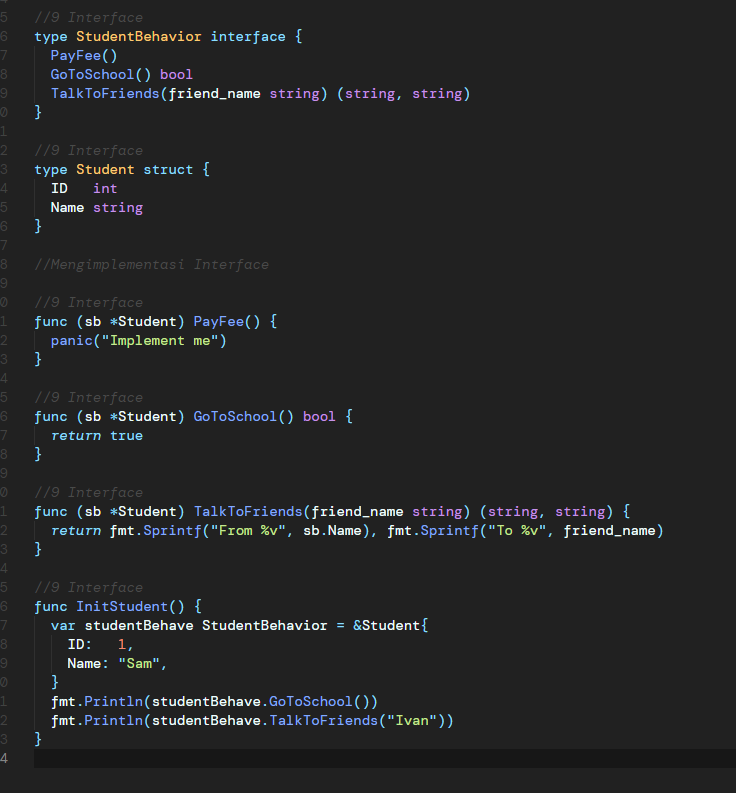 5 //9 Interface
6 type StudentBehavior interface {
7 PayFee()
8 GoToSchool() bool
9 TalkToFriends(friend_name string) (string, string)
0 }
1
2 //9 Interface
3 type Student struct {
4 ID int
5 Name string
6 }
7
8 //Mengimplementasi Interface
9
0 //9 Interface
1 func (sb *Student) PayFee() {
2 panic("Implement me")
3 }
4
5 //9 Interface
6 func (sb *Student) GoToSchool() bool {
7 return true
8 }
9
0 //9 Interface
1 func (sb *Student) TalkToFriends(friend_name string) (string, string) {
2 return fmt.Sprintf("From %v", sb.Name), fmt.Sprintf("To %v", friend_name)
3 }
4
5 //9 Interface
6 func InitStudent() {
7 var studentBehave StudentBehavior = &Student{
8 ID: 1,
9 Name: "Sam",
0 }
1 fmt.Println(studentBehave.GoToSchool())
2 fmt.Println(studentBehave.TalkToFriends("Ivan"))
3 }
4